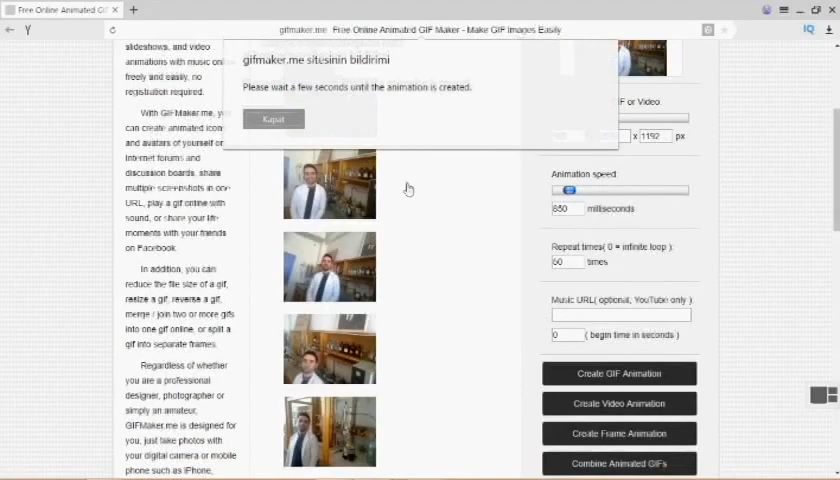 Free Online Animated GIF M
gifmaker.me Free Online Animated GIF Maker - Make GIF Images Easily
gifmaker.me sitesinin bildirimi
Please wait a few seconds until the animation is created.
Kapat
slideshows, and video
animations with music online
freely and easily, no
registration required.
With GIFMaker.me, you
can create animated icons
and avatars of yourself or
Internet forums and
discussion boards, share
multiple screenshots in one
URL, play a gif online with
sound, or share your life
moments with your friends
on Facebook.
In addition, you can
reduce the file size of a gif,
resize a gif, reverse a gif,
merge / join two or more gifs
into one gif online, or split a
gif into separate frames.
Regardless of whether
you are a professional
designer, photographer or
simply an amateur,
GIFMaker.me is designed for
you, just take photos with
your digital camera or mobile
phone such as iPhone,
GIF or Video:
x 1192 px
Animation speed:
850 milliseconds
Repeat times( 0 = infinite loop):
50 times
Music URL( optional, YouTube only ):
0 ( begin time in seconds )
Create GIF Animation
Create Video Animation
Create Frame Animation
Combine Animated GIFs